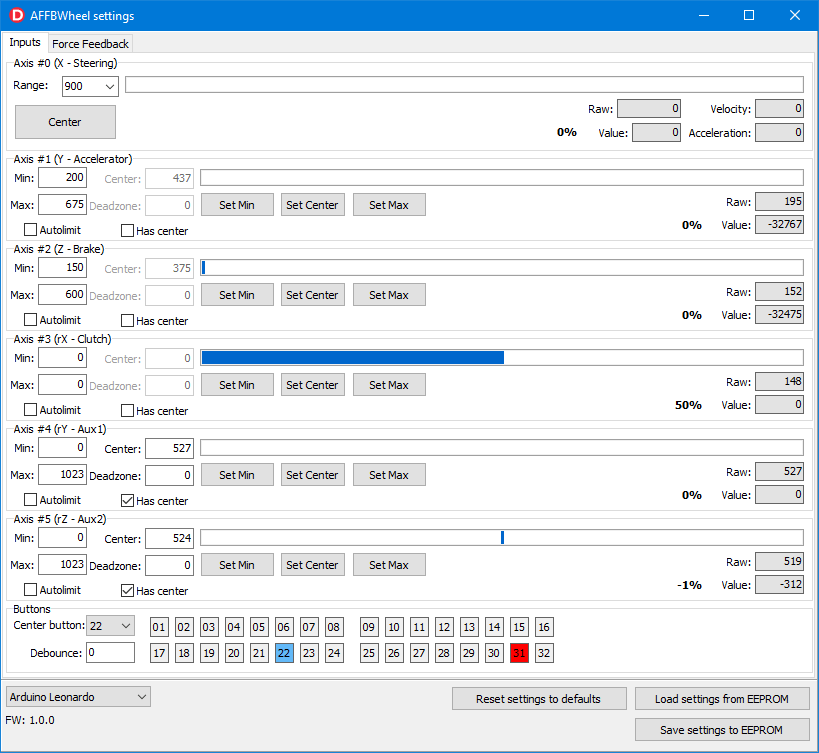 D AFFBWheel settings
Inputs Force Feedback
Axis #0 (X - Steering)
Range: 900
Center
Raw: 0 Velocity: 0
0% Value: 0 Acceleration: 0
Axis #1 (Y - Accelerator)
Min: 200 Center: 437
Max: 675 Deadzone: 0 Set Min Set Center Set Max Raw: 195
Autolimit Has center 0% Value: -32767
Axis #2 (Z - Brake)
Min: 150 Center: 375
Max: 600 Deadzone: 0 Set Min Set Center Set Max Raw: 152
Autolimit Has center 0% Value: -32475
Axis #3 (rX - Clutch)
Min: 0 Center: 0
Max: 0 Deadzone: 0 Set Min Set Center Set Max Raw: 148
Autolimit Has center 50% Value: 0
Axis #4 (rY - Aux1)
Min: 0 Center: 527
Max: 1023 Deadzone: 0 Set Min Set Center Set Max Raw: 527
Autolimit Has center 0% Value: 0
Axis #5 (rZ - Aux2)
Min: 0 Center: 524
Max: 1023 Deadzone: 0 Set Min Set Center Set Max Raw: 519
Autolimit Has center -1% Value: -312
Buttons
Center button: 22 01 02 03 04 05 06 07 08 09 10 11 12 13 14 15 16
Debounce: 0 17 18 19 20 21 22 23 24 25 26 27 28 29 30 31 32
Arduino Leonardo Reset settings to defaults Load settings from EEPROM
FW: 1.0.0
Save settings to EEPROM